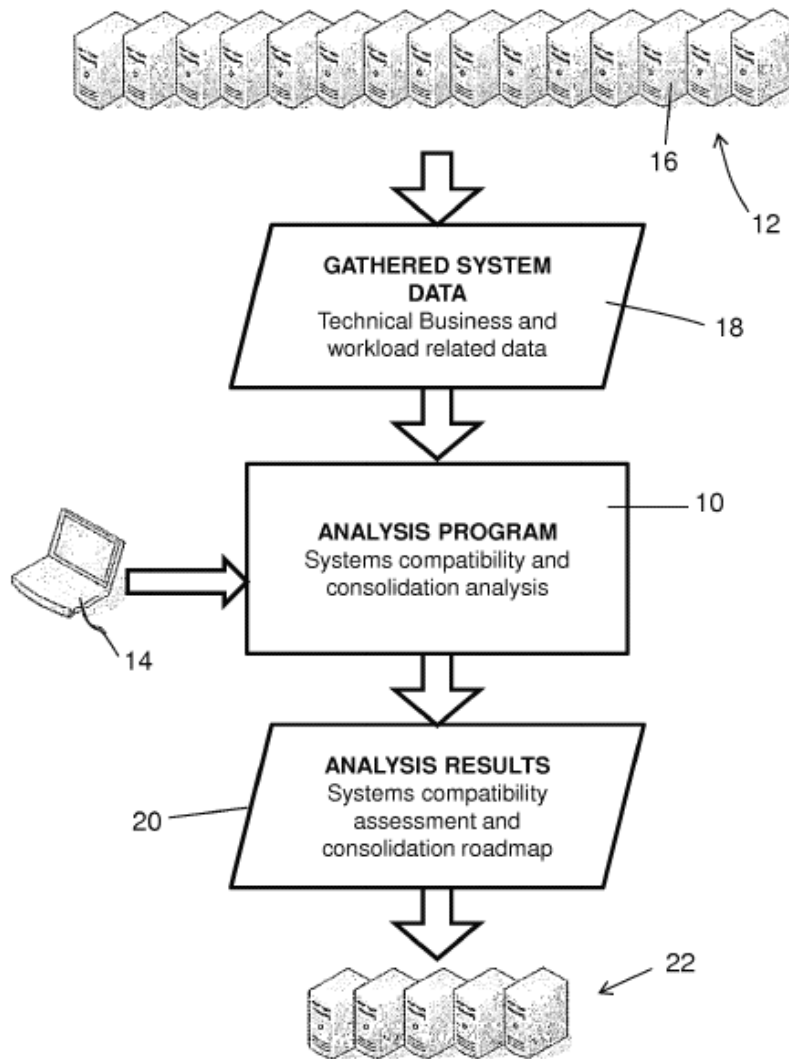 16
12
GATHERED SYSTEM
DATA
Technical Business and
workload related data
18
10
ANALYSIS PROGRAM
Systems compatibility and
consolidation analysis
14
ANALYSIS RESULTS
Systems compatibility
assessment and
consolidation roadmap
20
22